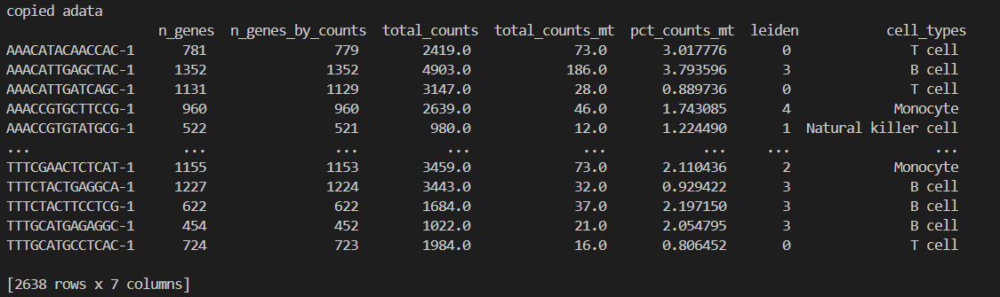 copied adata
n_genes n_genes_by_counts total_counts total_counts_mt pct_counts_mt leiden cell_types
AAACATACAACCAC-1 781 779 2419.0 73.0 3.017776 0 T cell
AAACATTGAGCTAC-1 1352 1352 4903.0 186.0 3.793596 3 B cell
AAACATTGATCAGC-1 1131 1129 3147.0 28.0 0.889736 0 T cell
AAACCGTGCTTCCG-1 960 960 2639.0 46.0 1.743085 4 Monocyte
AAACCGTGTATGCG-1 522 521 980.0 12.0 1.224490 1 Natural killer cell
... ... ... ... ... ... ... ...
TTTCGAACTCTCAT-1 1155 1153 3459.0 73.0 2.110436 2 Monocyte
TTTCTACTGAGGCA-1 1227 1224 3443.0 32.0 0.929422 3 B cell
TTTCTACTTCCTCG-1 622 622 1684.0 37.0 2.197150 3 B cell
TTTGCATGAGAGGC-1 454 452 1022.0 21.0 2.054795 3 B cell
TTTGCATGCCTCAC-1 724 723 1984.0 16.0 0.806452 0 T cell
[2638 rows x 7 columns]